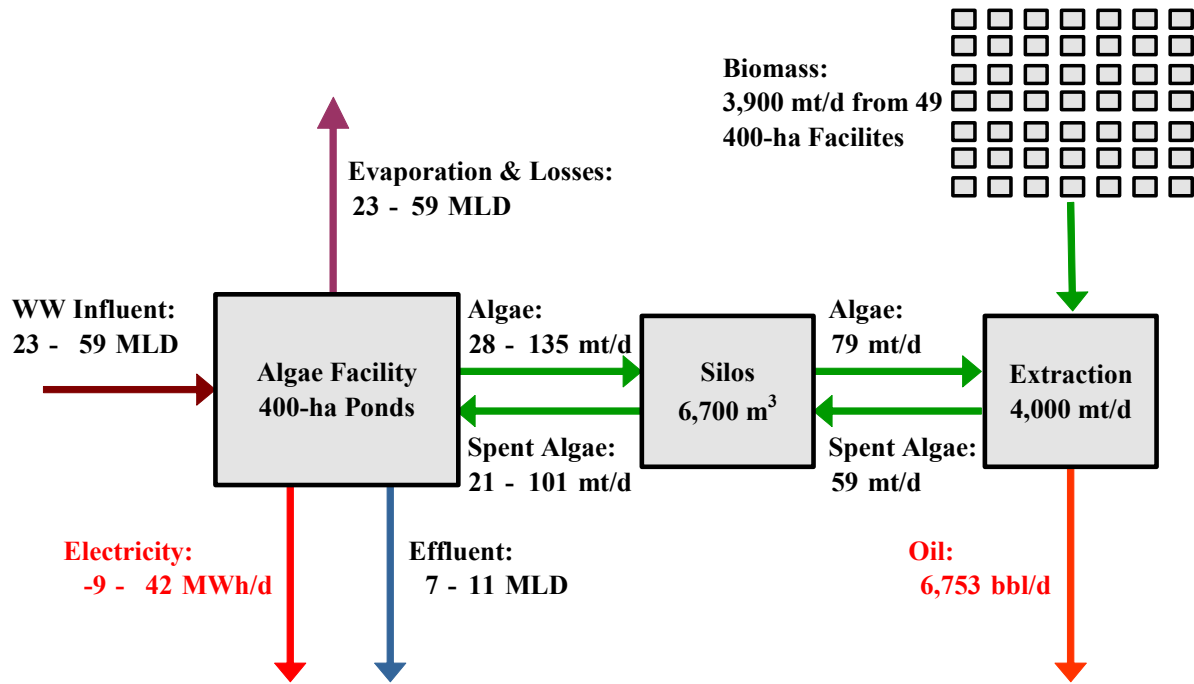 Biomass:
3,900 mt/d from 49
400-ha Facilites
Evaporation & Losses:
23 - 59 MLD
WW Influent:
23 - 59 MLD
Algae Facility
400-ha Ponds
Algae:
28 - 135 mt/d
Spent Algae:
21 - 101 mt/d
Silos
6,700 m³
Algae:
79 mt/d
Spent Algae:
59 mt/d
Extraction
4,000 mt/d
Electricity:
-9 - 42 MWh/d
Effluent:
7 - 11 MLD
Oil:
6,753 bbl/d